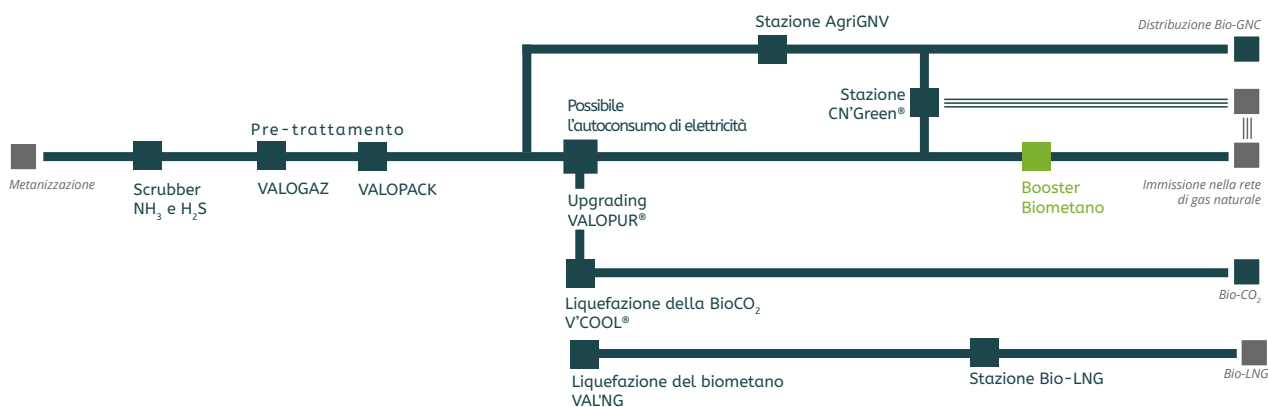 Stazione AgriGNV
Distribuzione Bio-GNC
Possibile
l'autoconsumo di elettricità
Stazione
CN'Green®
Pre-trattamento
Metanizzazione
Scrubber
NH₃ e H₂S
VALOGAZ
VALOPACK
Upgrading
VALOPUR®
Booster
Biometano
Immissione nella rete
di gas naturale
Liquefazione della BioCO₂
V'COOL®
Bio-CO₂
Liquefazione del biometano
VAL'NG
Stazione Bio-LNG
Bio-LNG